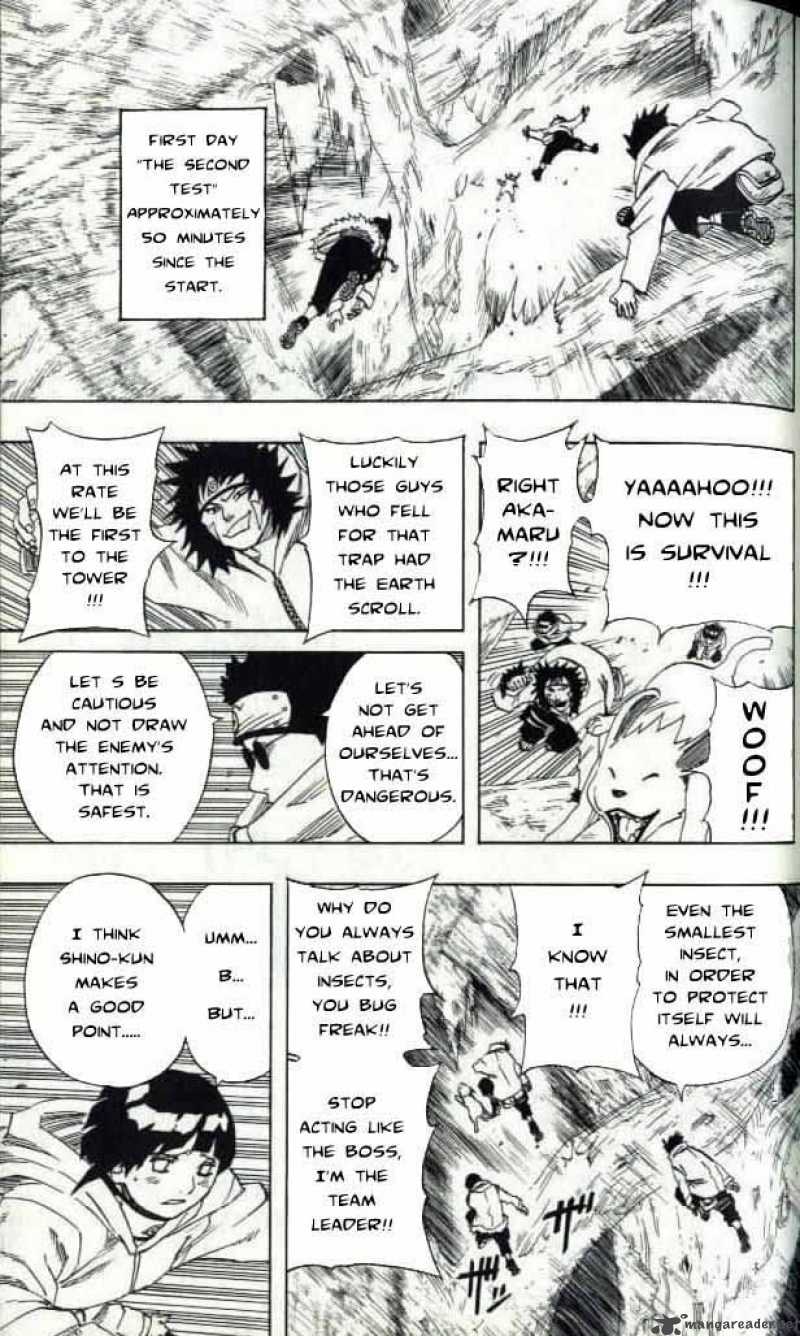 FIRST DAY
"THE SECOND
TEST"
APPROXIMATELY
50 MINUTES
SINCE THE
START.
YAAAAHOO!!!
NOW THIS
IS SURVIVAL
!!!
RIGHT
AKA-
MARU
?!!!
WOOF!!!
LUCKILY
THOSE GUYS
WHO FELL
FOR THAT
TRAP HAD
THE EARTH
SCROLL.
AT THIS
RATE
WE'LL BE
THE FIRST
TO THE
TOWER
!!!
LET'S
NOT GET
AHEAD OF
OURSELVES...
THAT'S
DANGEROUS.
LET S BE
CAUTIOUS
AND NOT DRAW
THE ENEMY'S
ATTENTION.
THAT IS
SAFEST.
EVEN THE
SMALLEST
INSECT,
IN ORDER
TO PROTECT
ITSELF WILL
ALWAYS...
I
KNOW
THAT
!!!
WHY DO
YOU ALWAYS
TALK ABOUT
INSECTS,
YOU BUG
FREAK!!
STOP
ACTING LIKE
THE BOSS,
I'M THE
TEAM
LEADER!!
UMM...
B...
BUT...
I THINK
SHINO-KUN
MAKES
A GOOD
POINT.....
mangareader.net